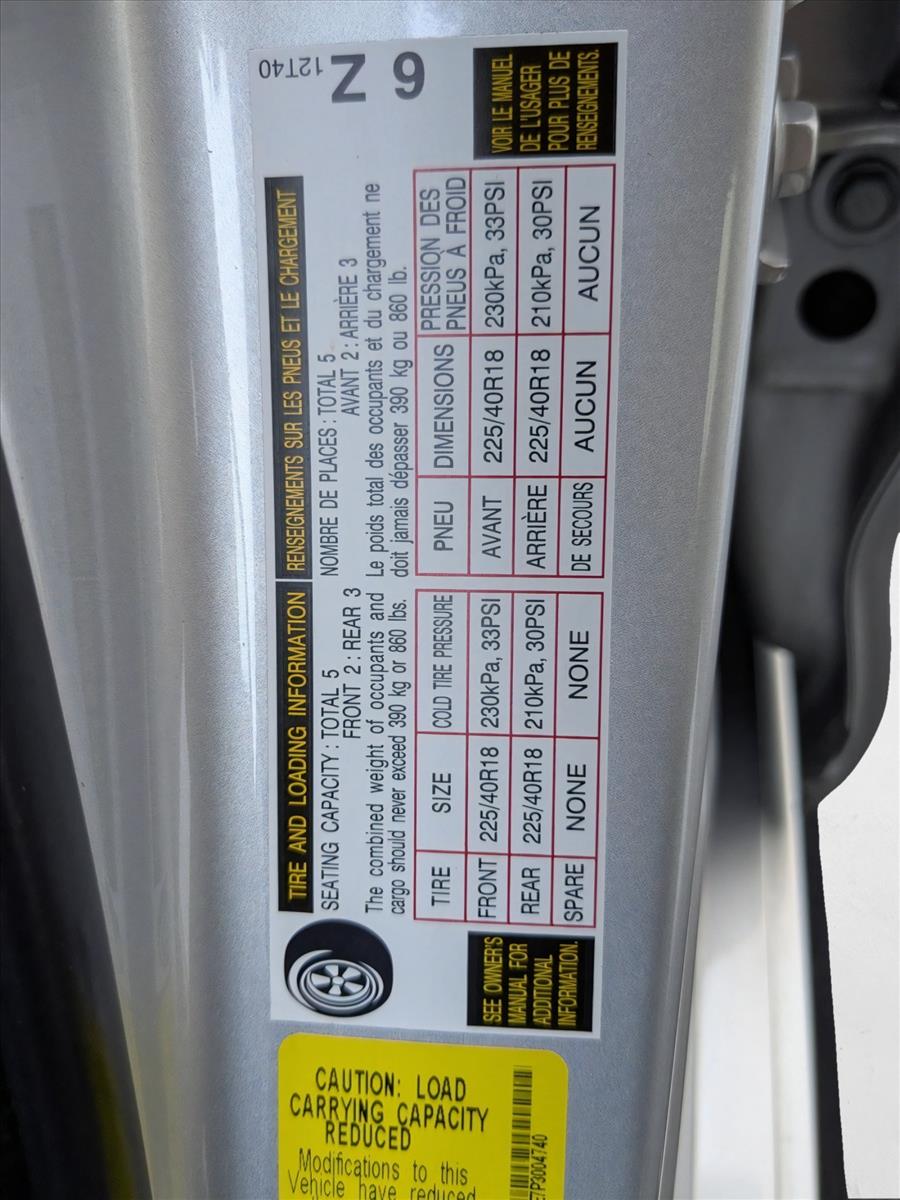 TIRE AND LOADING INFORMATION
SEATING CAPACITY: TOTAL 5
FRONT 2: REAR 3
The combined weight of occupants and
cargo should never exceed 390 kg or 860 lbs.
TIRE SIZE COLD TIRE PRESSURE
FRONT 225/40R18 230kPa, 33PSI
REAR 225/40R18 210kPa, 30PSI
SPARE NONE NONE
SEE OWNER'S
MANUAL FOR
ADDITIONAL
INFORMATION.
RENSEIGNEMENTS SUR LES PNEUS ET LE CHARGEMENT
NOMBRE DE PLACES: TOTAL 5
AVANT 2: ARRIÈRE 3
Le poids total des occupants et du chargement ne
doit jamais dépasser 390 kg ou 860 lb.
PNEU DIMENSIONS PRESSION DES
PNEUS À FROID
AVANT 225/40R18 230kPa, 33PSI
ARRIÈRE 225/40R18 210kPa, 30PSI
DE SECOURS AUCUN AUCUN
VOIR LE MANUEL
DE L'USAGER
POUR PLUS DE
RENSEIGNEMENTS.
12T40
Z 6
CAUTION: LOAD
CARRYING CAPACITY
REDUCED
Modifications to this
Vehicle have reduced
E7P3004740